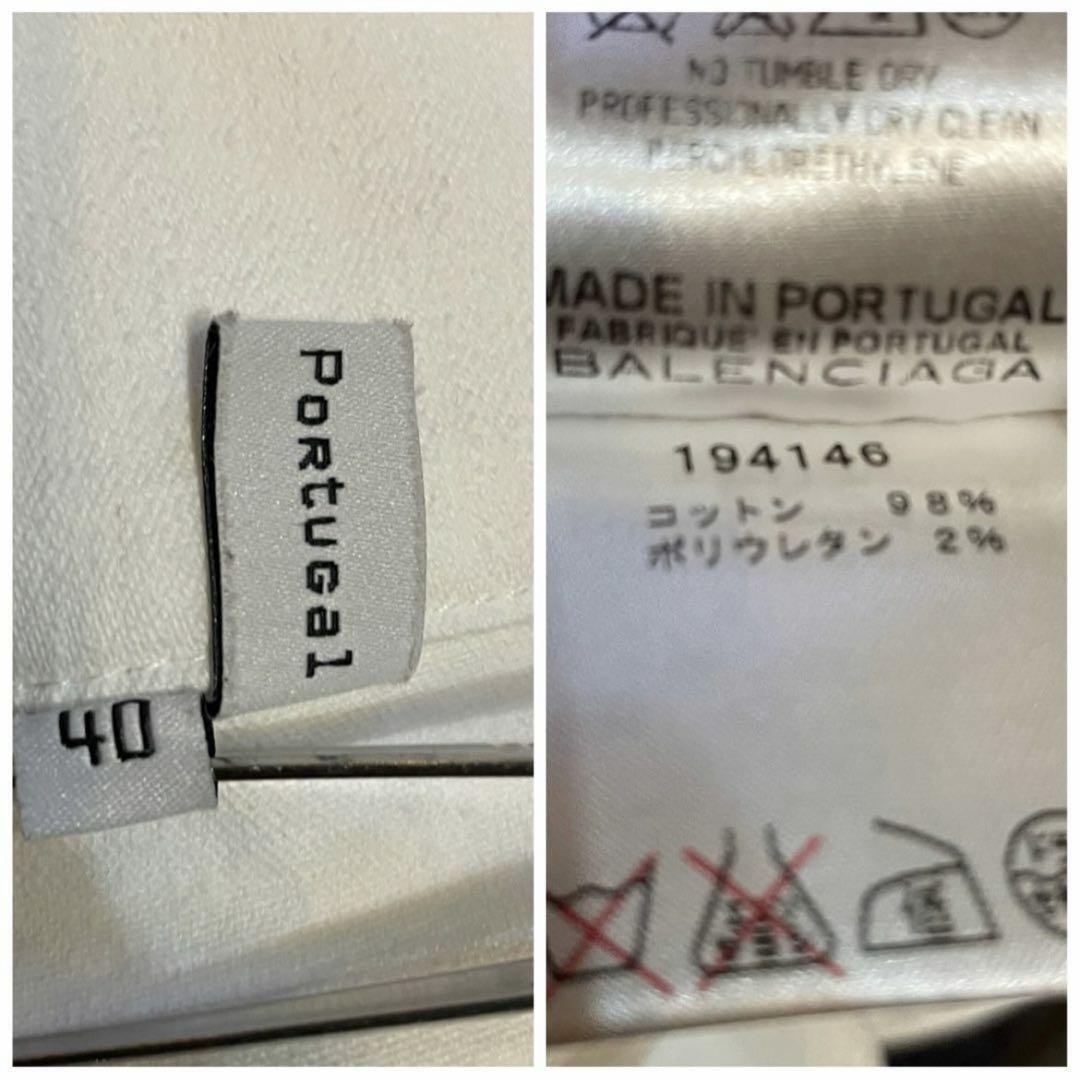 Portugal
40
NO TUMBLE DRY
PROFESSIONALLY DRY CLEAN
PERCHLORETHYLENE
MADE IN PORTUGAL
FABRIQUE' EN PORTUGAL
BALENCIAGA
194146
コットン 98%
ポリウレタン 2%